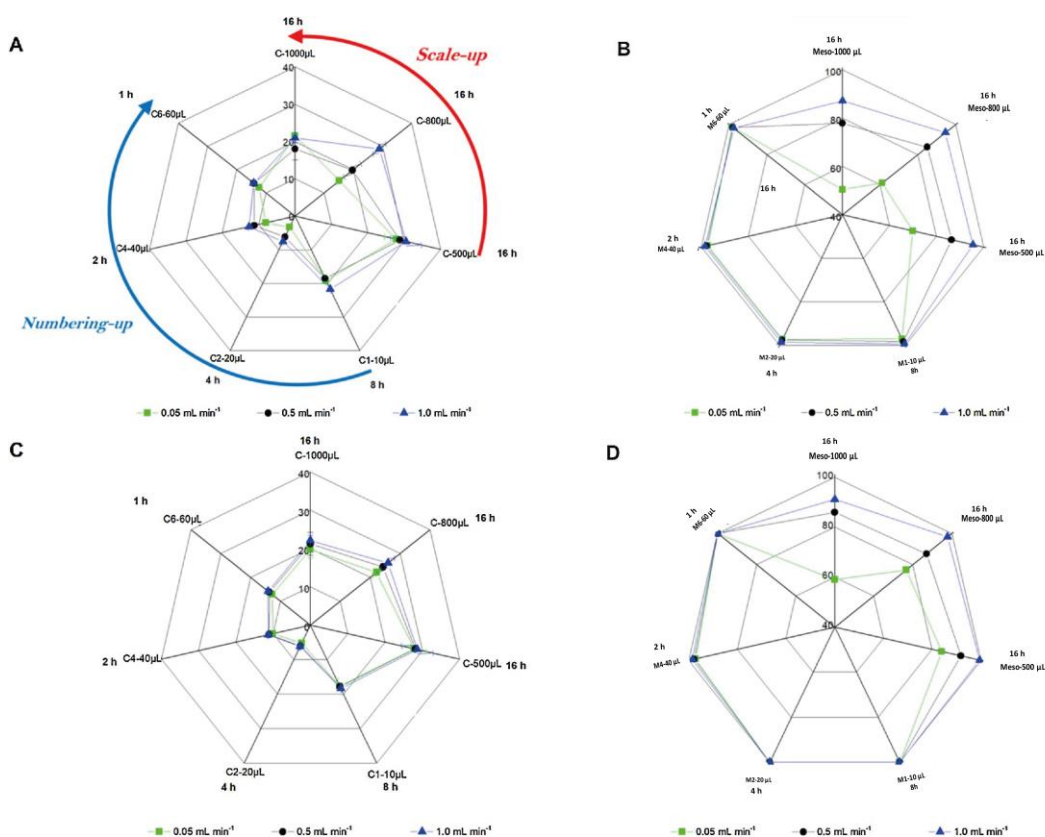 A
16 h
C-1000µL
40
30
20
10
0
Scale-up
16 h
C-800µL
C-500µL
16 h
C1-10µL
8 h
C2-20µL
4 h
C4-40µL
2 h
C6-60µL
1 h
Numbering-up
0.05 mL min⁻¹
0.5 mL min⁻¹
1.0 mL min⁻¹
B
16 h
Meso-1000 µL
100
80
60
40
16 h
Meso-800 µL
16 h
Meso-500 µL
M1-10 µL
8h
M2-20 µL
4 h
2 h
M4-40 µL
1 h
M6-60 µL
16 h
0.05 mL min⁻¹
0.5 mL min⁻¹
1.0 mL min⁻¹
C
16 h
C-1000µL
40
30
20
10
0
C-800µL
16 h
C-500µL
16 h
C1-10µL
8 h
C2-20µL
4 h
C4-40µL
2 h
C6-60µL
1 h
0.05 mL min⁻¹
0.5 mL min⁻¹
1.0 mL min⁻¹
D
16 h
Meso-1000 µL
100
80
60
40
16 h
Meso-800 µL
16 h
Meso-500 µL
M1-10 µL
8h
M2-20 µL
4 h
2 h
M4-40 µL
1 h
M6-60 µL
0.05 mL min⁻¹
0.5 mL min⁻¹
1.0 mL min⁻¹